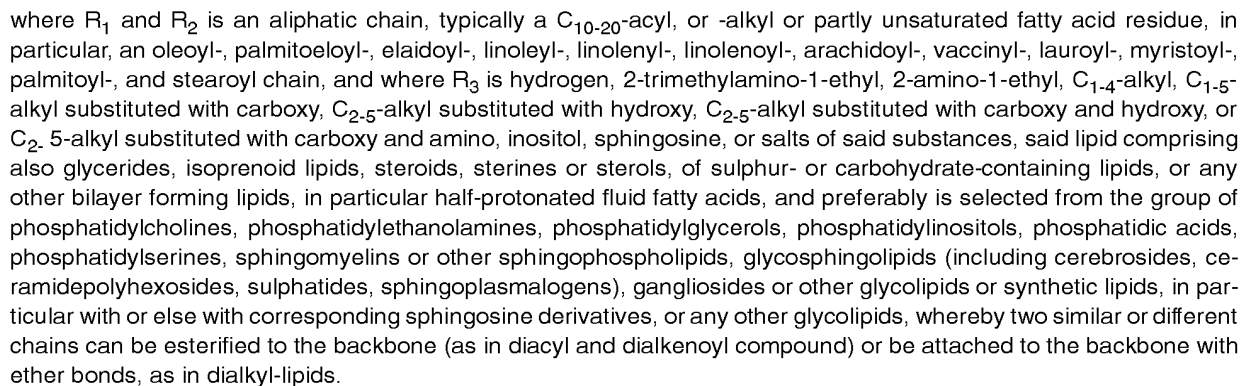 where R₁ and R₂ is an aliphatic chain, typically a C₁₀₋₂₀-acyl, or -alkyl or partly unsaturated fatty acid residue, in
particular, an oleoyl-, palmitoeloyl-, elaidoyl-, linoleyl-, linolenyl-, linolenoyl-, arachidoyl-, vaccinyl-, lauroyl-, myristoyl-,
palmitoyl-, and stearoyl chain, and where R₃ is hydrogen, 2-trimethylamino-1-ethyl, 2-amino-1-ethyl, C₁₋₄-alkyl, C₁₋₅-
alkyl substituted with carboxy, C₂₋₅-alkyl substituted with hydroxy, C₂₋₅-alkyl substituted with carboxy and hydroxy, or
C₂₋ 5-alkyl substituted with carboxy and amino, inositol, sphingosine, or salts of said substances, said lipid comprising
also glycerides, isoprenoid lipids, steroids, sterines or sterols, of sulphur- or carbohydrate-containing lipids, or any
other bilayer forming lipids, in particular half-protonated fluid fatty acids, and preferably is selected from the group of
phosphatidylcholines, phosphatidylethanolamines, phosphatidylglycerols, phosphatidylinositols, phosphatidic acids,
phosphatidylserines, sphingomyelins or other sphingophospholipids, glycosphingolipids (including cerebrosides, ce-
ramidepolyhexosides, sulphatides, sphingoplasmalogens), gangliosides or other glycolipids or synthetic lipids, in par-
ticular with or else with corresponding sphingosine derivatives, or any other glycolipids, whereby two similar or different
chains can be esterified to the backbone (as in diacyl and dialkenoyl compound) or be attached to the backbone with
ether bonds, as in dialkyl-lipids.